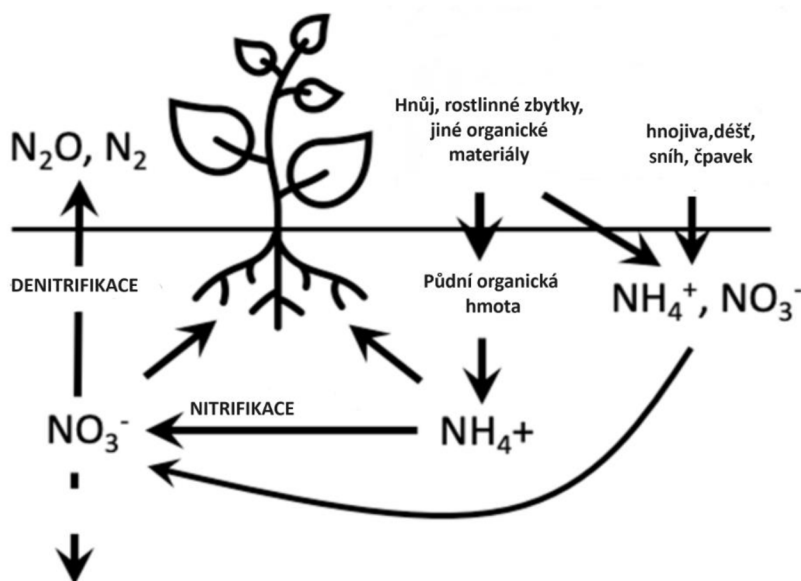 Hnůj, rostlinné zbytky,
jiné organické
materiály
hnojiva,déšť,
sníh, čpavek
N₂O, N₂
DENITRIFIKACE
Půdní organická
hmota
NH₄⁺, NO₃⁻
NITRIFIKACE
NO₃⁻
NH₄+